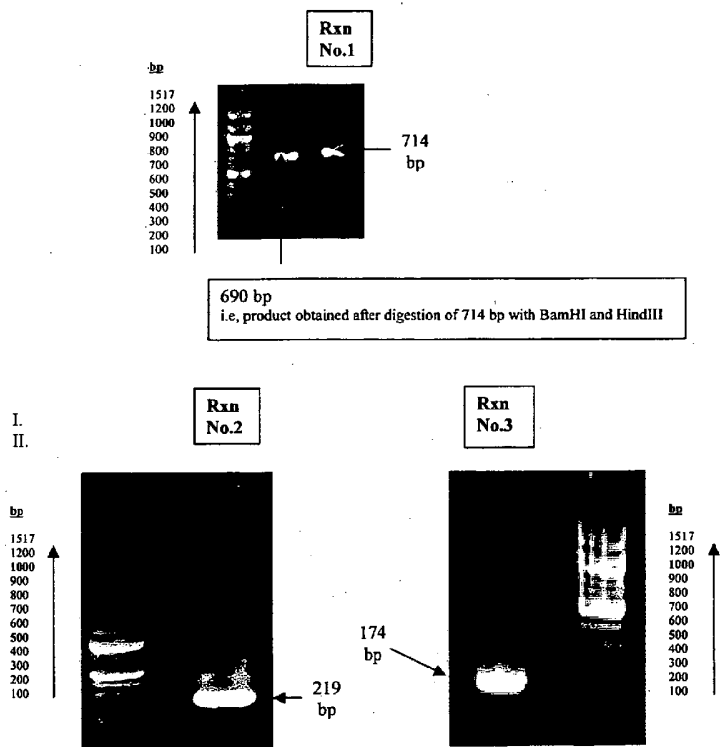 Rxn
No.1
bp
1517
1200
1000
900
800
700
600
500
400
300
200
100
714
bp
690 bp
i.e, product obtained after digestion of 714 bp with BamHI and HindIII
I.
II.
Rxn
No.2
Rxn
No.3
bp
1517
1200
1000
900
800
700
600
500
400
300
200
100
219
bp
174
bp
bp
1517
1200
1000
900
800
700
600
500
400
300
200
100